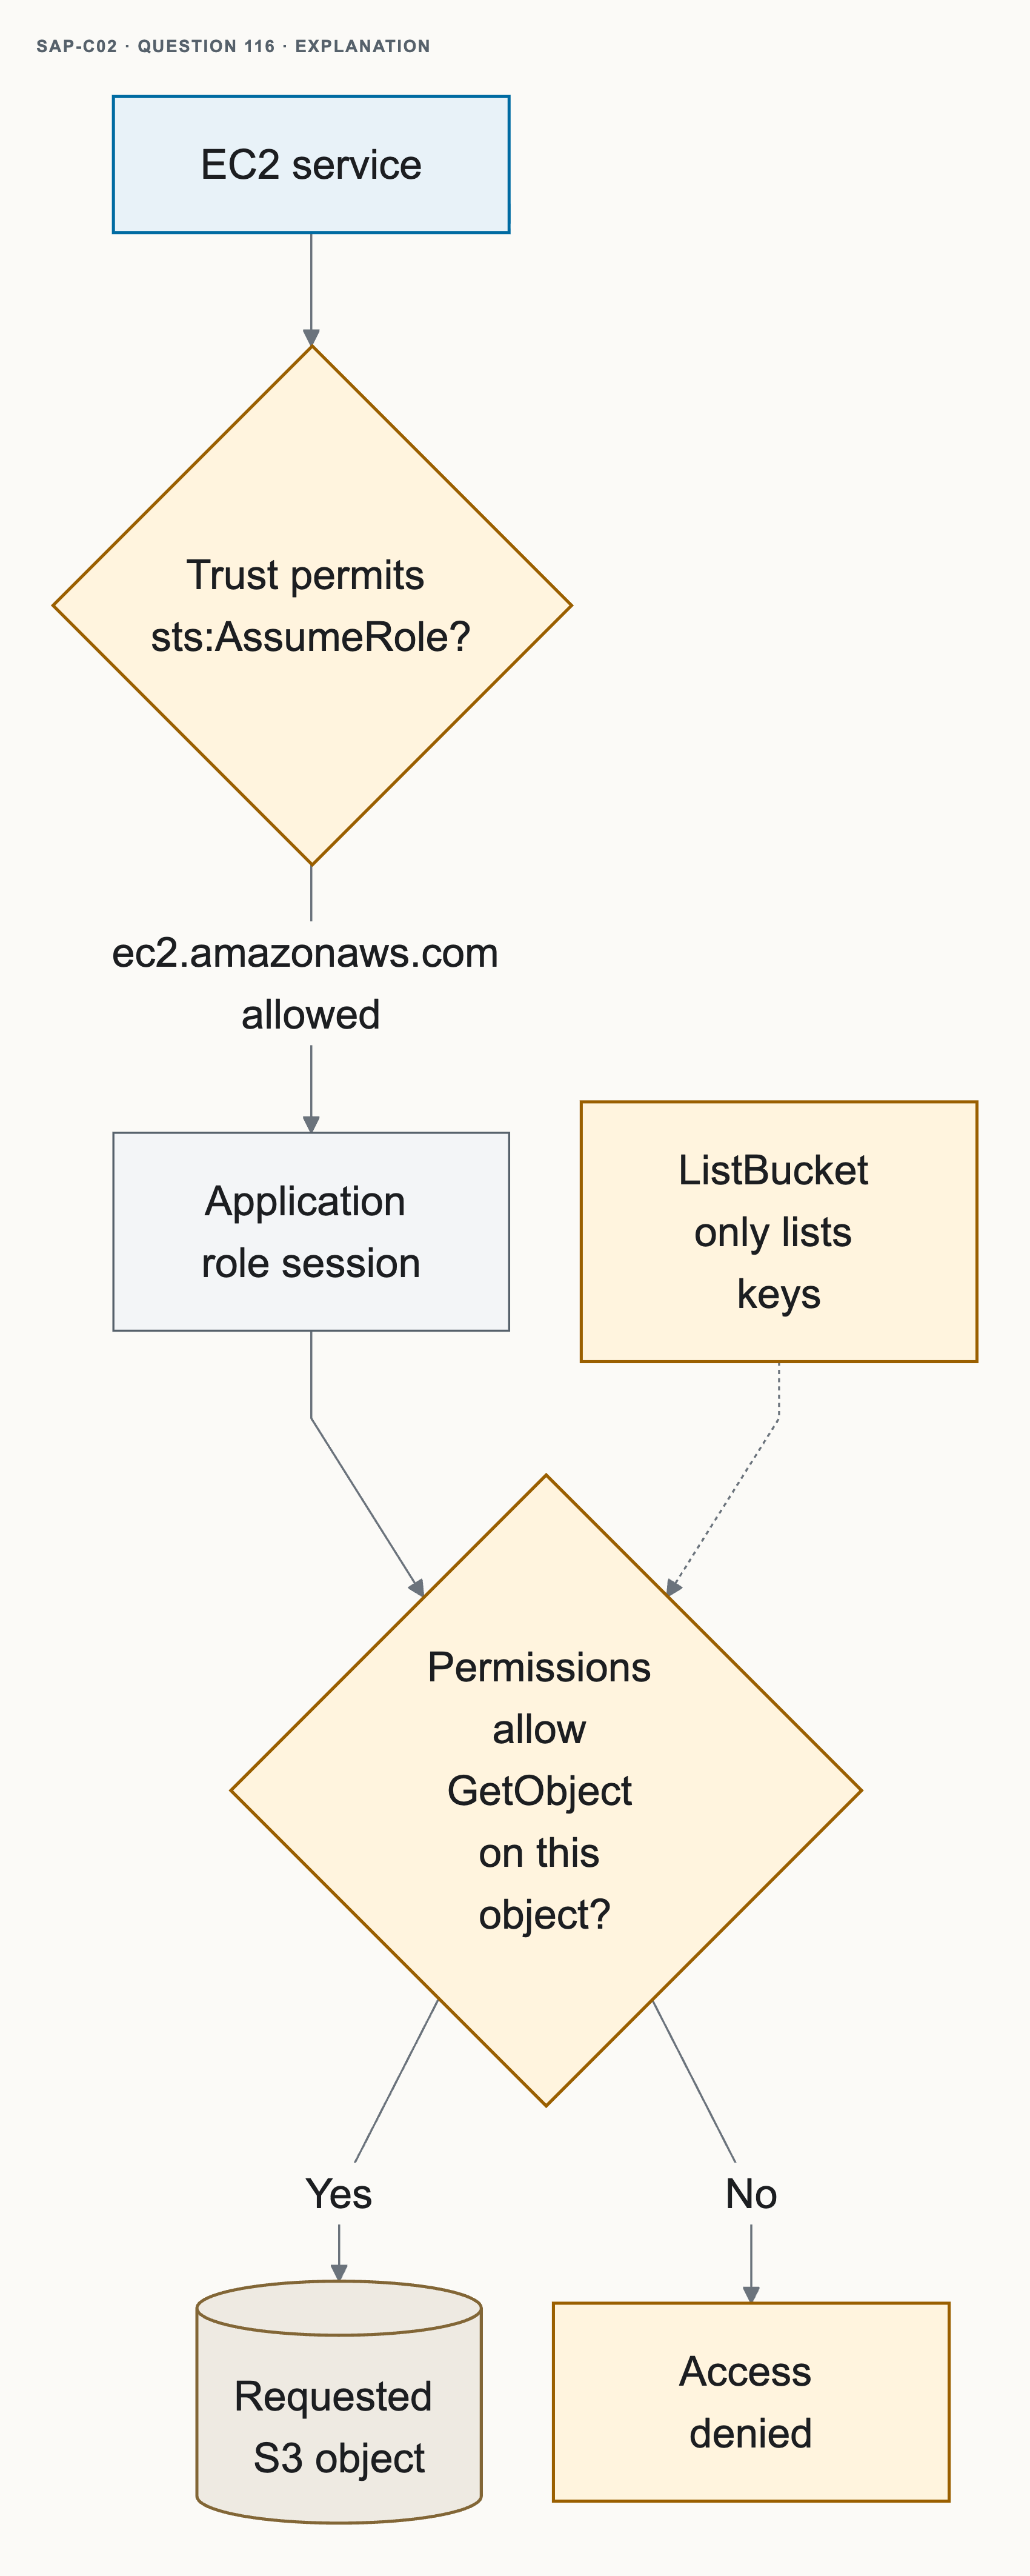 SAP-C02 · QUESTION 116 · EXPLANATION
EC2 service
Trust permits
sts:AssumeRole?
ec2.amazonaws.com
allowed
Application
role session
ListBucket
only lists
keys
Permissions
allow
GetObject
on this
object?
Yes
No
Requested
S3 object
Access
denied